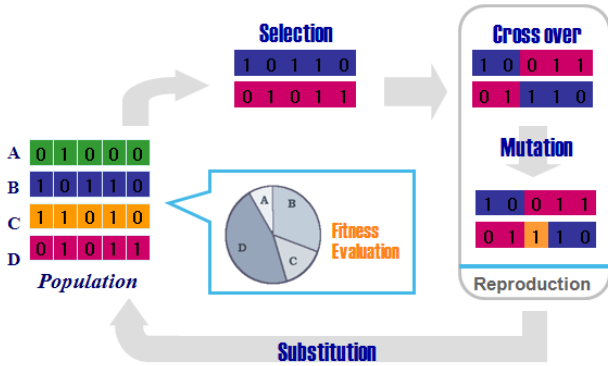 Selection
1 0 1 1 0
0 1 0 1 1
Cross over
1 0 0 1 1
0 1 1 1 0
Mutation
1 0 0 1 1
0 1 1 1 0
Reproduction
A 0 1 0 0 0
B 1 0 1 1 0
C 1 1 0 1 0
D 0 1 0 1 1
Population
A
B
C
D
Fitness
Evaluation
Substitution